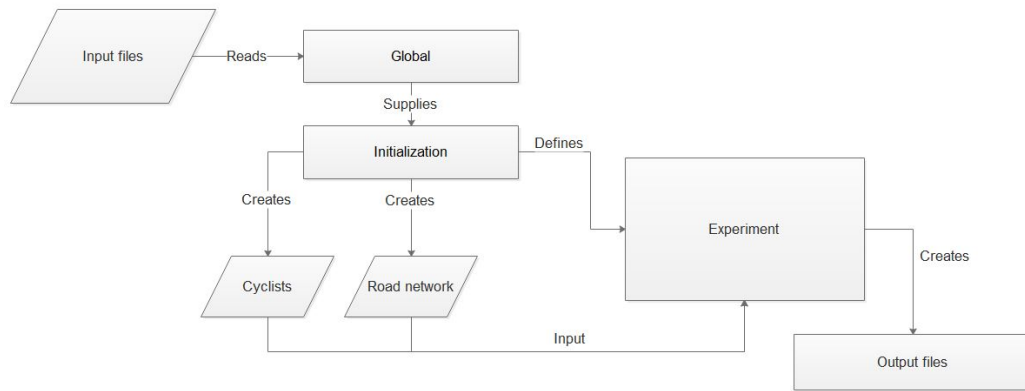 Input files
Reads
Global
Supplies
Initialization
Defines
Creates
Creates
Experiment
Creates
Cyclists
Road network
Input
Output files